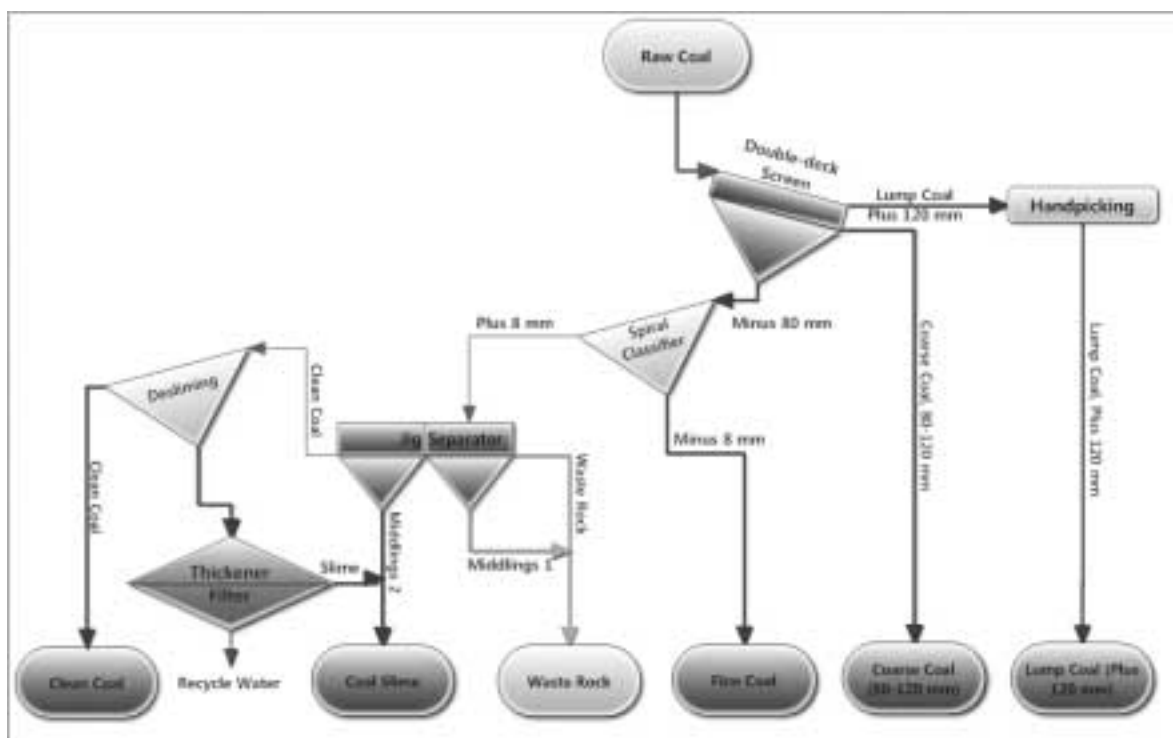 Raw Coal
Double-deck
Screen
Lump Coal
Plus 120 mm
Handpicking
Minus 80 mm
Spiral
Classifier
Plus 8 mm
Desliming
Clean Coal
Jig Separator
Minus 8 mm
Coarse Coal, 80-120 mm
Lump Coal, Plus 120 mm
Clean Coal
Waste Rock
Middlings 2
Middlings 1
Thickener
Filter
Slime
Recycle Water
Clean Coal
Coal Slime
Waste Rock
Fine Coal
Coarse Coal
(80-120 mm)
Lump Coal (Plus
120 mm)